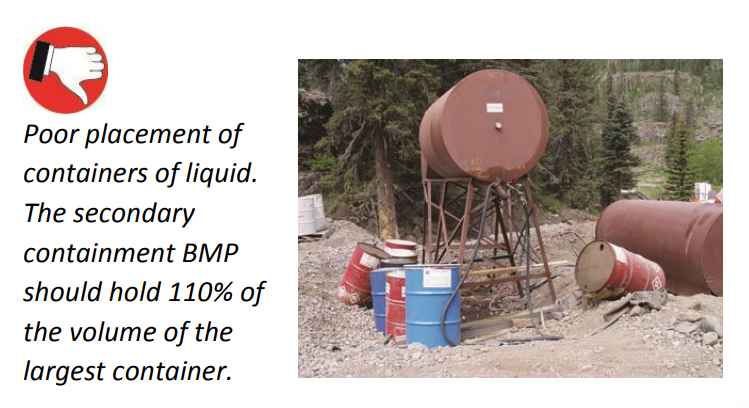 Poor placement of
containers of liquid.
The secondary
containment BMP
should hold 110% of
the volume of the
largest container.